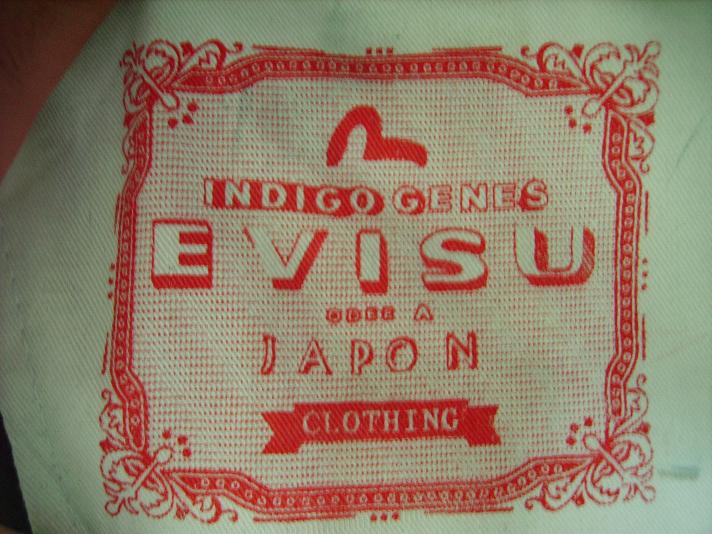 INDIGO GENES
EVISU
A
JAPON
CLOTHING